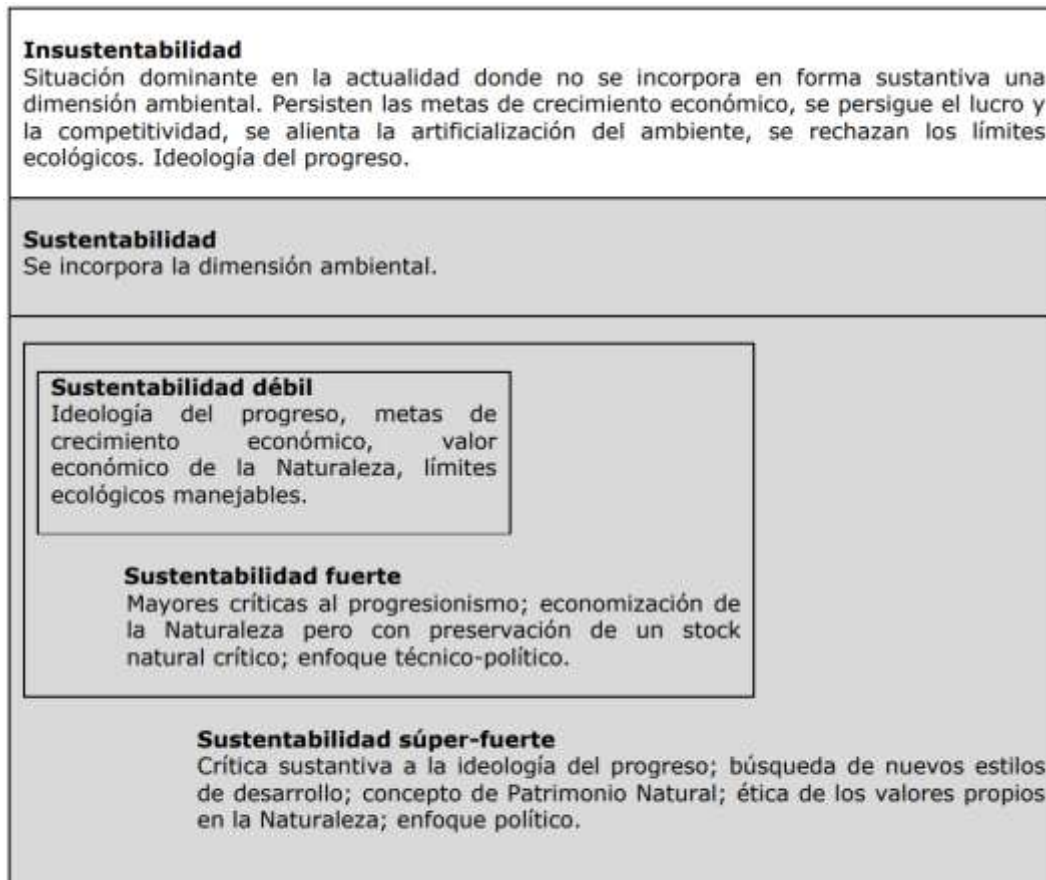 Insustentabilidad
Situación dominante en la actualidad donde no se incorpora en forma sustantiva una
dimensión ambiental. Persisten las metas de crecimiento económico, se persigue el lucro y
la competitividad, se alienta la artificialización del ambiente, se rechazan los límites
ecológicos. Ideología del progreso.
Sustentabilidad
Se incorpora la dimensión ambiental.
Sustentabilidad débil
Ideología del progreso, metas de
crecimiento económico, valor
económico de la Naturaleza, límites
ecológicos manejables.
Sustentabilidad fuerte
Mayores críticas al progresionismo; economización de
la Naturaleza pero con preservación de un stock
natural crítico; enfoque técnico-político.
Sustentabilidad súper-fuerte
Crítica sustantiva a la ideología del progreso; búsqueda de nuevos estilos
de desarrollo; concepto de Patrimonio Natural; ética de los valores propios
en la Naturaleza; enfoque político.